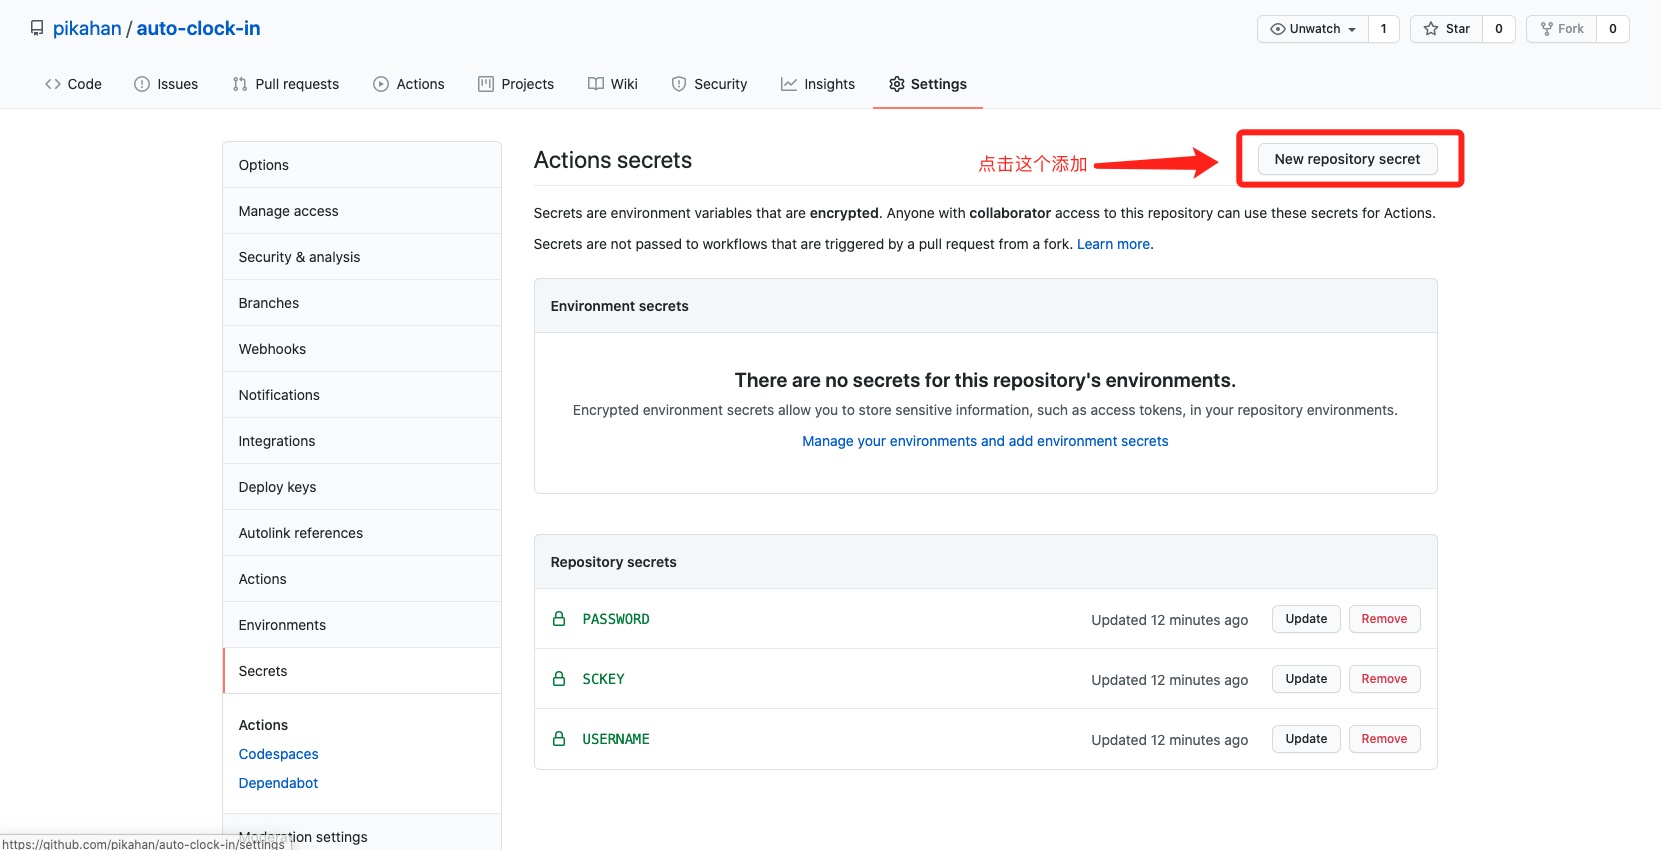 pikahan / auto-clock-in
Unwatch 1 Star 0 Fork 0
Code Issues Pull requests Actions Projects Wiki Security Insights Settings
Options
Manage access
Security & analysis
Branches
Webhooks
Notifications
Integrations
Deploy keys
Autolink references
Actions
Environments
Secrets
Actions
Codespaces
Dependabot
Moderation settings
Actions secrets
点击这个添加
New repository secret
Secrets are environment variables that are encrypted. Anyone with collaborator access to this repository can use these secrets for Actions.
Secrets are not passed to workflows that are triggered by a pull request from a fork. Learn more.
Environment secrets
There are no secrets for this repository's environments.
Encrypted environment secrets allow you to store sensitive information, such as access tokens, in your repository environments.
Manage your environments and add environment secrets
Repository secrets
PASSWORD Updated 12 minutes ago Update Remove
SCKEY Updated 12 minutes ago Update Remove
USERNAME Updated 12 minutes ago Update Remove
https://github.com/pikahan/auto-clock-in/settings